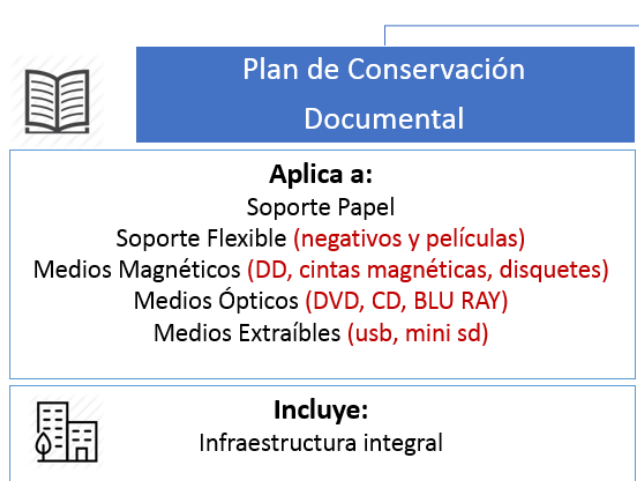 Plan de Conservación
Documental
Aplica a:
Soporte Papel
Soporte Flexible (negativos y películas)
Medios Magnéticos (DD, cintas magnéticas, disquetes)
Medios Ópticos (DVD, CD, BLU RAY)
Medios Extraíbles (usb, mini sd)
Incluye:
Infraestructura integral